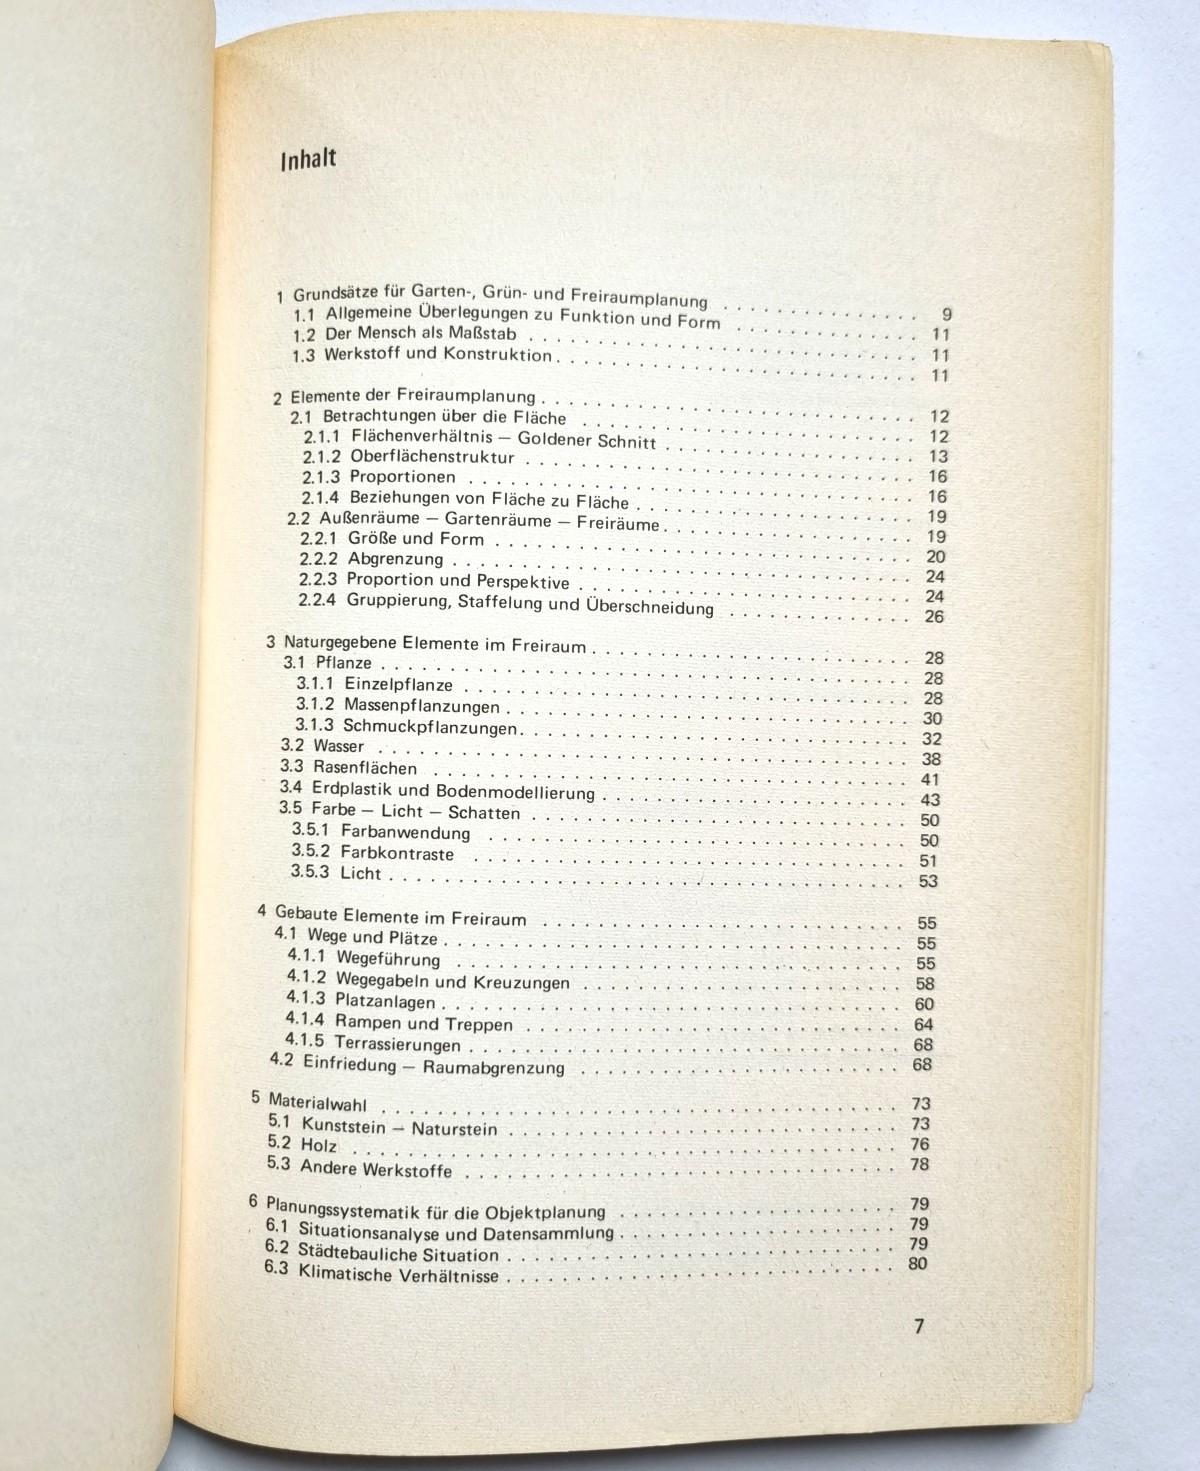 Inhalt
1 Grundsätze für Garten-, Grün- und Freiraumplanung . . . . . . . . . . . . . . 9
1.1 Allgemeine Überlegungen zu Funktion und Form . . . . . . . . . . . . . 11
1.2 Der Mensch als Maßstab . . . . . . . . . . . . . . . . . . . . . . . . . . . 11
1.3 Werkstoff und Konstruktion . . . . . . . . . . . . . . . . . . . . . . . . . 11
2 Elemente der Freiraumplanung . . . . . . . . . . . . . . . . . . . . . . . . . . 12
2.1 Betrachtungen über die Fläche . . . . . . . . . . . . . . . . . . . . . . . 12
2.1.1 Flächenverhältnis – Goldener Schnitt . . . . . . . . . . . . . . . . . . 13
2.1.2 Oberflächenstruktur . . . . . . . . . . . . . . . . . . . . . . . . . . . 16
2.1.3 Proportionen . . . . . . . . . . . . . . . . . . . . . . . . . . . . . . . 16
2.1.4 Beziehungen von Fläche zu Fläche . . . . . . . . . . . . . . . . . . . 19
2.2 Außenräume – Gartenräume – Freiräume . . . . . . . . . . . . . . . . . 19
2.2.1 Größe und Form . . . . . . . . . . . . . . . . . . . . . . . . . . . . . 20
2.2.2 Abgrenzung . . . . . . . . . . . . . . . . . . . . . . . . . . . . . . . . 24
2.2.3 Proportion und Perspektive . . . . . . . . . . . . . . . . . . . . . . . 24
2.2.4 Gruppierung, Staffelung und Überschneidung . . . . . . . . . . . . . 26
3 Naturgegebene Elemente im Freiraum . . . . . . . . . . . . . . . . . . . . . . 28
3.1 Pflanze . . . . . . . . . . . . . . . . . . . . . . . . . . . . . . . . . . . . . 28
3.1.1 Einzelpflanze . . . . . . . . . . . . . . . . . . . . . . . . . . . . . . . 28
3.1.2 Massenpflanzungen . . . . . . . . . . . . . . . . . . . . . . . . . . . . 30
3.1.3 Schmuckpflanzungen . . . . . . . . . . . . . . . . . . . . . . . . . . . 32
3.2 Wasser . . . . . . . . . . . . . . . . . . . . . . . . . . . . . . . . . . . . . 38
3.3 Rasenflächen . . . . . . . . . . . . . . . . . . . . . . . . . . . . . . . . . 41
3.4 Erdplastik und Bodenmodellierung . . . . . . . . . . . . . . . . . . . . . 43
3.5 Farbe – Licht – Schatten . . . . . . . . . . . . . . . . . . . . . . . . . . . 50
3.5.1 Farbanwendung . . . . . . . . . . . . . . . . . . . . . . . . . . . . . . 50
3.5.2 Farbkontraste . . . . . . . . . . . . . . . . . . . . . . . . . . . . . . . 51
3.5.3 Licht . . . . . . . . . . . . . . . . . . . . . . . . . . . . . . . . . . . . 53
4 Gebaute Elemente im Freiraum . . . . . . . . . . . . . . . . . . . . . . . . . . 55
4.1 Wege und Plätze . . . . . . . . . . . . . . . . . . . . . . . . . . . . . . . . 55
4.1.1 Wegeführung . . . . . . . . . . . . . . . . . . . . . . . . . . . . . . . 55
4.1.2 Wegegabeln und Kreuzungen . . . . . . . . . . . . . . . . . . . . . . 58
4.1.3 Platzanlagen . . . . . . . . . . . . . . . . . . . . . . . . . . . . . . . . 60
4.1.4 Rampen und Treppen . . . . . . . . . . . . . . . . . . . . . . . . . . . 64
4.1.5 Terrassierungen . . . . . . . . . . . . . . . . . . . . . . . . . . . . . . 68
4.2 Einfriedung – Raumabgrenzung . . . . . . . . . . . . . . . . . . . . . . . 68
5 Materialwahl . . . . . . . . . . . . . . . . . . . . . . . . . . . . . . . . . . . . 73
5.1 Kunststein – Naturstein . . . . . . . . . . . . . . . . . . . . . . . . . . . 73
5.2 Holz . . . . . . . . . . . . . . . . . . . . . . . . . . . . . . . . . . . . . . 76
5.3 Andere Werkstoffe . . . . . . . . . . . . . . . . . . . . . . . . . . . . . . 78
6 Planungssystematik für die Objektplanung . . . . . . . . . . . . . . . . . . . 79
6.1 Situationsanalyse und Datensammlung . . . . . . . . . . . . . . . . . . . 79
6.2 Städtebauliche Situation . . . . . . . . . . . . . . . . . . . . . . . . . . . 79
6.3 Klimatische Verhältnisse . . . . . . . . . . . . . . . . . . . . . . . . . . . 80
7